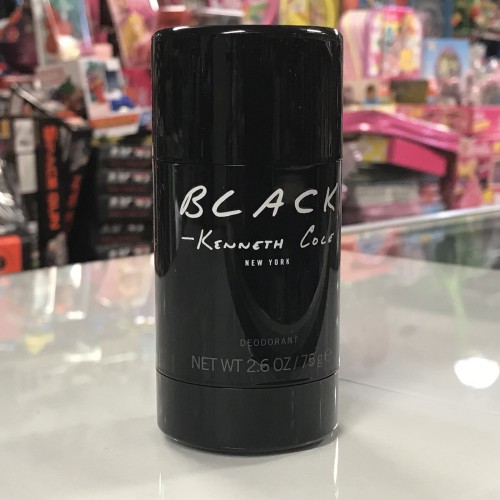 BLACK
-KENNETH COLE
NEW YORK
DEODORANT
NET WT 2.6 OZ / 75 g e